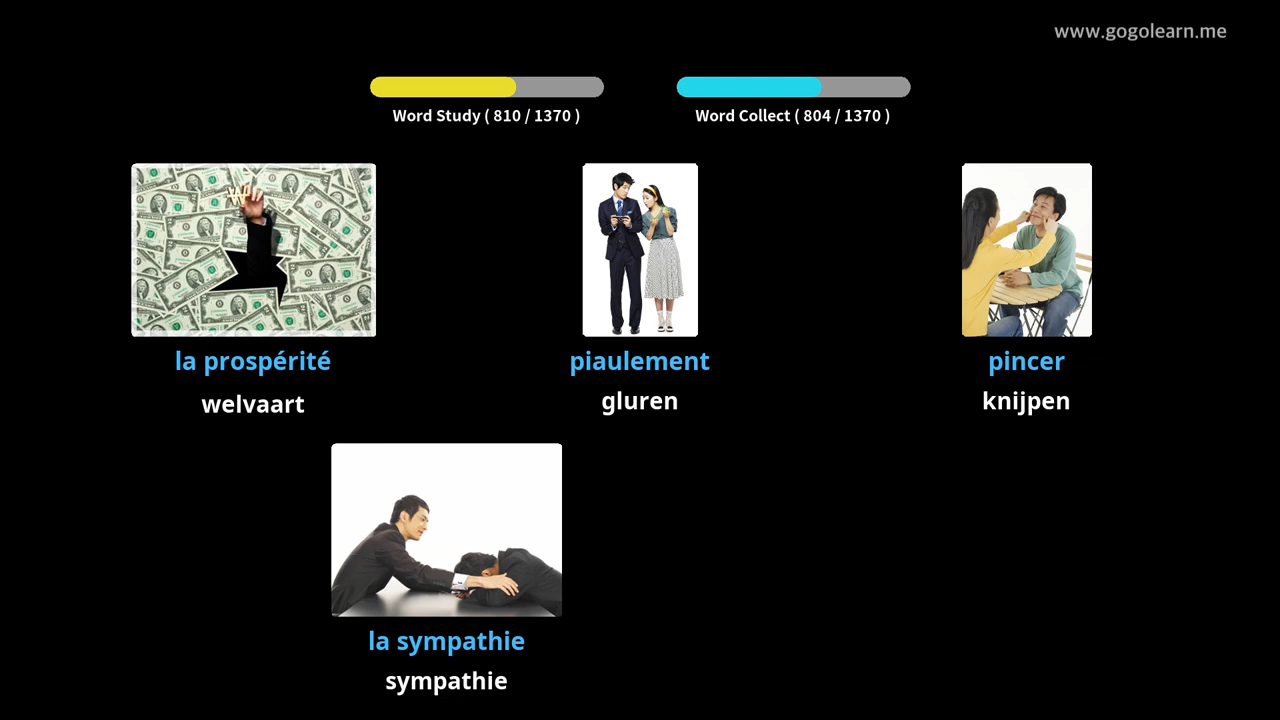 www.gogolearn.me
Word Study ( 810 / 1370 )
Word Collect ( 804 / 1370 )
la prospérité
welvaart
piaulement
gluren
pincer
knijpen
la sympathie
sympathie